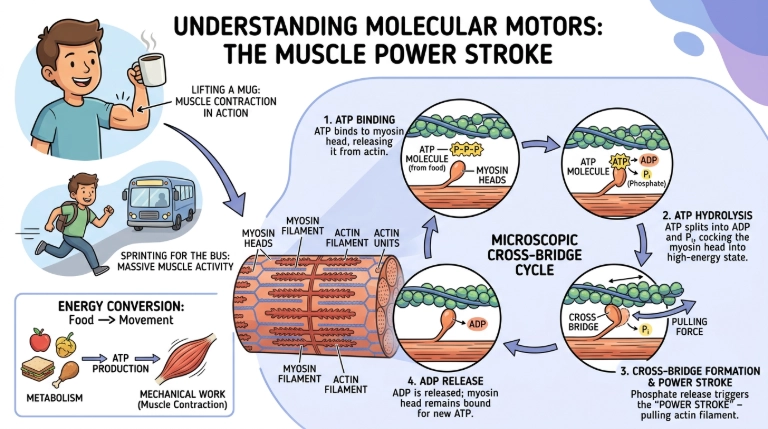 UNDERSTANDING MOLECULAR MOTORS:
THE MUSCLE POWER STROKE
LIFTING A MUG:
MUSCLE CONTRACTION
IN ACTION
SPRINTING FOR THE BUS:
MASSIVE MUSCLE ACTIVITY
ENERGY CONVERSION:
Food → Movement
ATP
PRODUCTION
METABOLISM
MECHANICAL WORK
(Muscle Contraction)
MYOSIN
HEADS
MYOSIN
FILAMENT
ACTIN
FILAMENT
ACTIN
UNITS
MYOSIN
FILAMENT
ACTIN
FILAMENT
MICROSCOPIC
CROSS-BRIDGE
CYCLE
1. ATP BINDING
ATP binds to myosin
head, releasing
it from actin.
ATP
MOLECULE
(from food)
P-P-P
MYOSIN
HEADS
ATP
MOLECULE
ATP
ADP
Pᵢ
(Phosphate)
2. ATP HYDROLYSIS
ATP splits into ADP
and Pᵢ, cocking the
myosin head into
high-energy state.
CROSS
BRIDGE
Pᵢ
PULLING
FORCE
3. CROSS-BRIDGE FORMATION
& POWER STROKE
Phosphate release triggers
the "POWER STROKE" –
pulling actin filament.
ADP
4. ADP RELEASE
ADP is released; myosin
head remains bound
for new ATP.